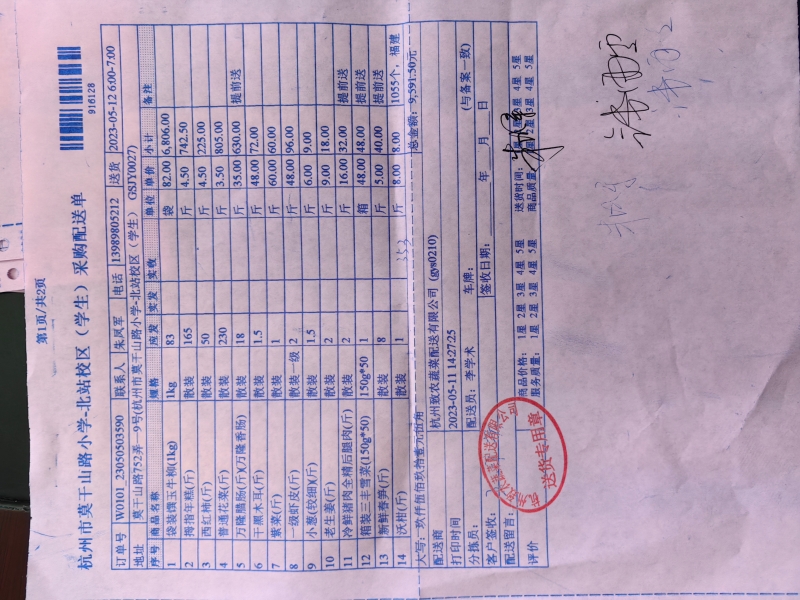 第1页/共2页
杭州市莫干山路小学-北站校区（学生）采购配送单
916128
订单号 W0101 23050503590 联系人 朱凤军 电话 13989805212 送货 2023-05-12 6:00-7:00
地址 莫干山路752弄一9号(杭州市莫干山路小学-北站校区（学生） GSJY0027)
序号 商品名称 规格 应发 实发 实收 单位 单价 小计 备注
1 袋装儇玉牛柳(1kg) 1kg 83 袋 82.00 6,806.00
2 拇指年糕(斤) 散装 165 斤 4.50 742.50
3 西红柿(斤) 散装 50 斤 4.50 225.00
4 普通花菜(斤) 散装 230 斤 3.50 805.00
5 万隆腊肠(斤)(万隆香肠) 散装 18 斤 35.00 630.00 提前送
6 干黑木耳(斤) 散装 1.5 斤 48.00 72.00
7 紫菜(斤) 散装 1 斤 60.00 60.00
8 一级虾皮(斤) 散装一级 2 斤 48.00 96.00
9 小葱(较细)(斤) 散装 1.5 斤 6.00 9.00
10 老生姜(斤) 散装 2 斤 9.00 18.00
11 冷鲜猪肉全精后腿肉(斤) 散装 2 斤 16.00 32.00 提前送
12 箱装三丰雪菜(150g*50) 150g*50 1 箱 48.00 48.00 提前送
13 新鲜春笋(斤) 散装 8 斤 5.00 40.00 提前送
14 沃柑(斤) 散装 1 352 斤 8.00 8.00 1055个，福建
大写：玖仟伍佰玖拾壹元伍角 总金额：9,591.50元
配送商 杭州致农蔬菜配送有限公司 (gys0210)
打印时间 2023-05-11 14:27:25
分拣员： 配送员：李学术 车牌： (与备案一致)
客户签收： 签收日期： 年 月 日
配送留言：
评价 商品价格： 1星 2星 3星 4星 5星 送货时间： 1星 2星 3星 4星 5星
服务质量： 1星 2星 3星 4星 5星 商品质量： 1星 2星 3星 4星 5星
送货专用章